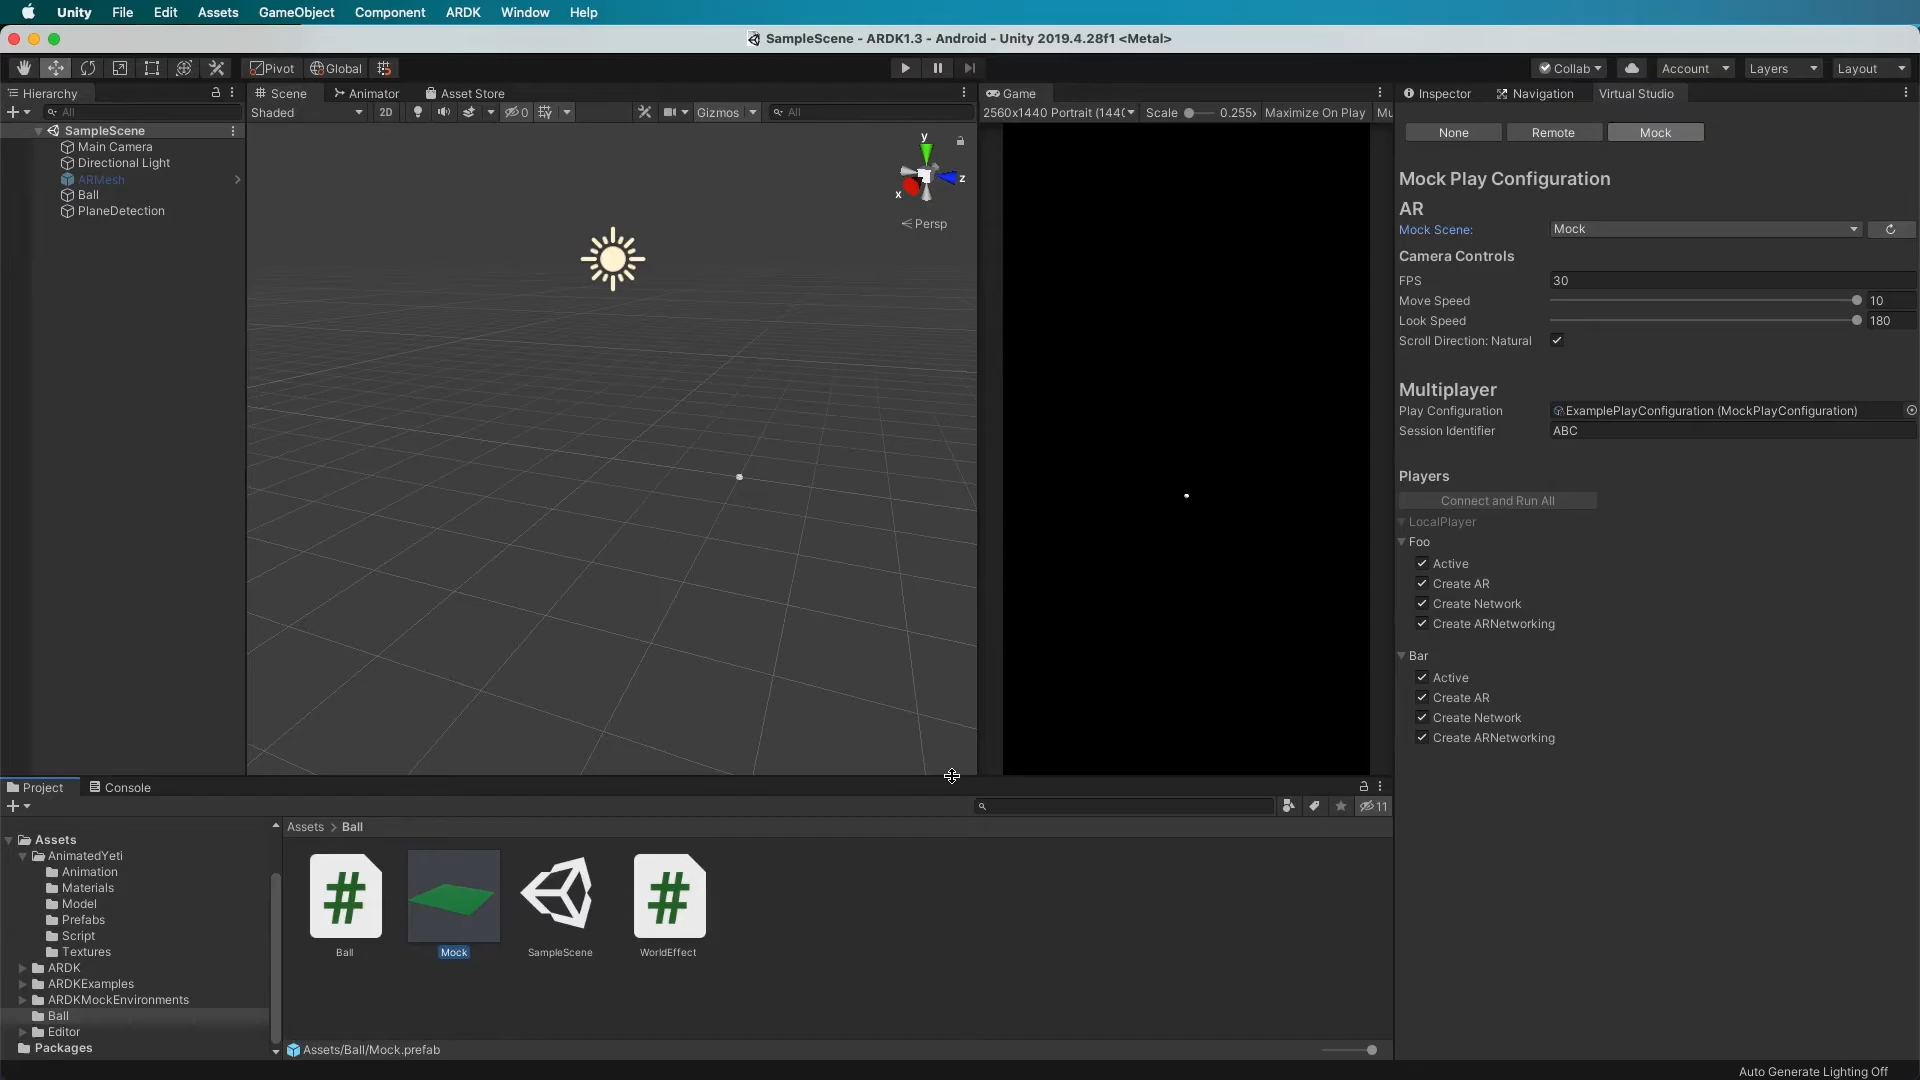 Unity File Edit Assets GameObject Component ARDK Window Help
SampleScene - ARDK1.3 - Android - Unity 2019.4.28f1 <Metal>
Pivot Global Collab Account Layers Layout
Hierarchy
All
SampleScene
Main Camera
Directional Light
ARMesh
Ball
PlaneDetection
Scene Animator Asset Store
Shaded 2D 0 Gizmos All
y
x
z
Persp
Game
2560x1440 Portrait (144( Scale 0.255x Maximize On Play Mu
Inspector Navigation Virtual Studio
None Remote Mock
Mock Play Configuration
AR
Mock Scene: Mock
Camera Controls
FPS 30
Move Speed 10
Look Speed 180
Scroll Direction: Natural
Multiplayer
Play Configuration ExamplePlayConfiguration (MockPlayConfiguration)
Session Identifier ABC
Players
Connect and Run All
LocalPlayer
Foo
Active
Create AR
Create Network
Create ARNetworking
Bar
Active
Create AR
Create Network
Create ARNetworking
Project Console
11
Assets
AnimatedYeti
Animation
Materials
Model
Prefabs
Script
Textures
ARDK
ARDKExamples
ARDKMockEnvironments
Ball
Editor
Packages
Assets > Ball
# #
Ball Mock SampleScene WorldEffect
Assets/Ball/Mock.prefab
Auto Generate Lighting Off